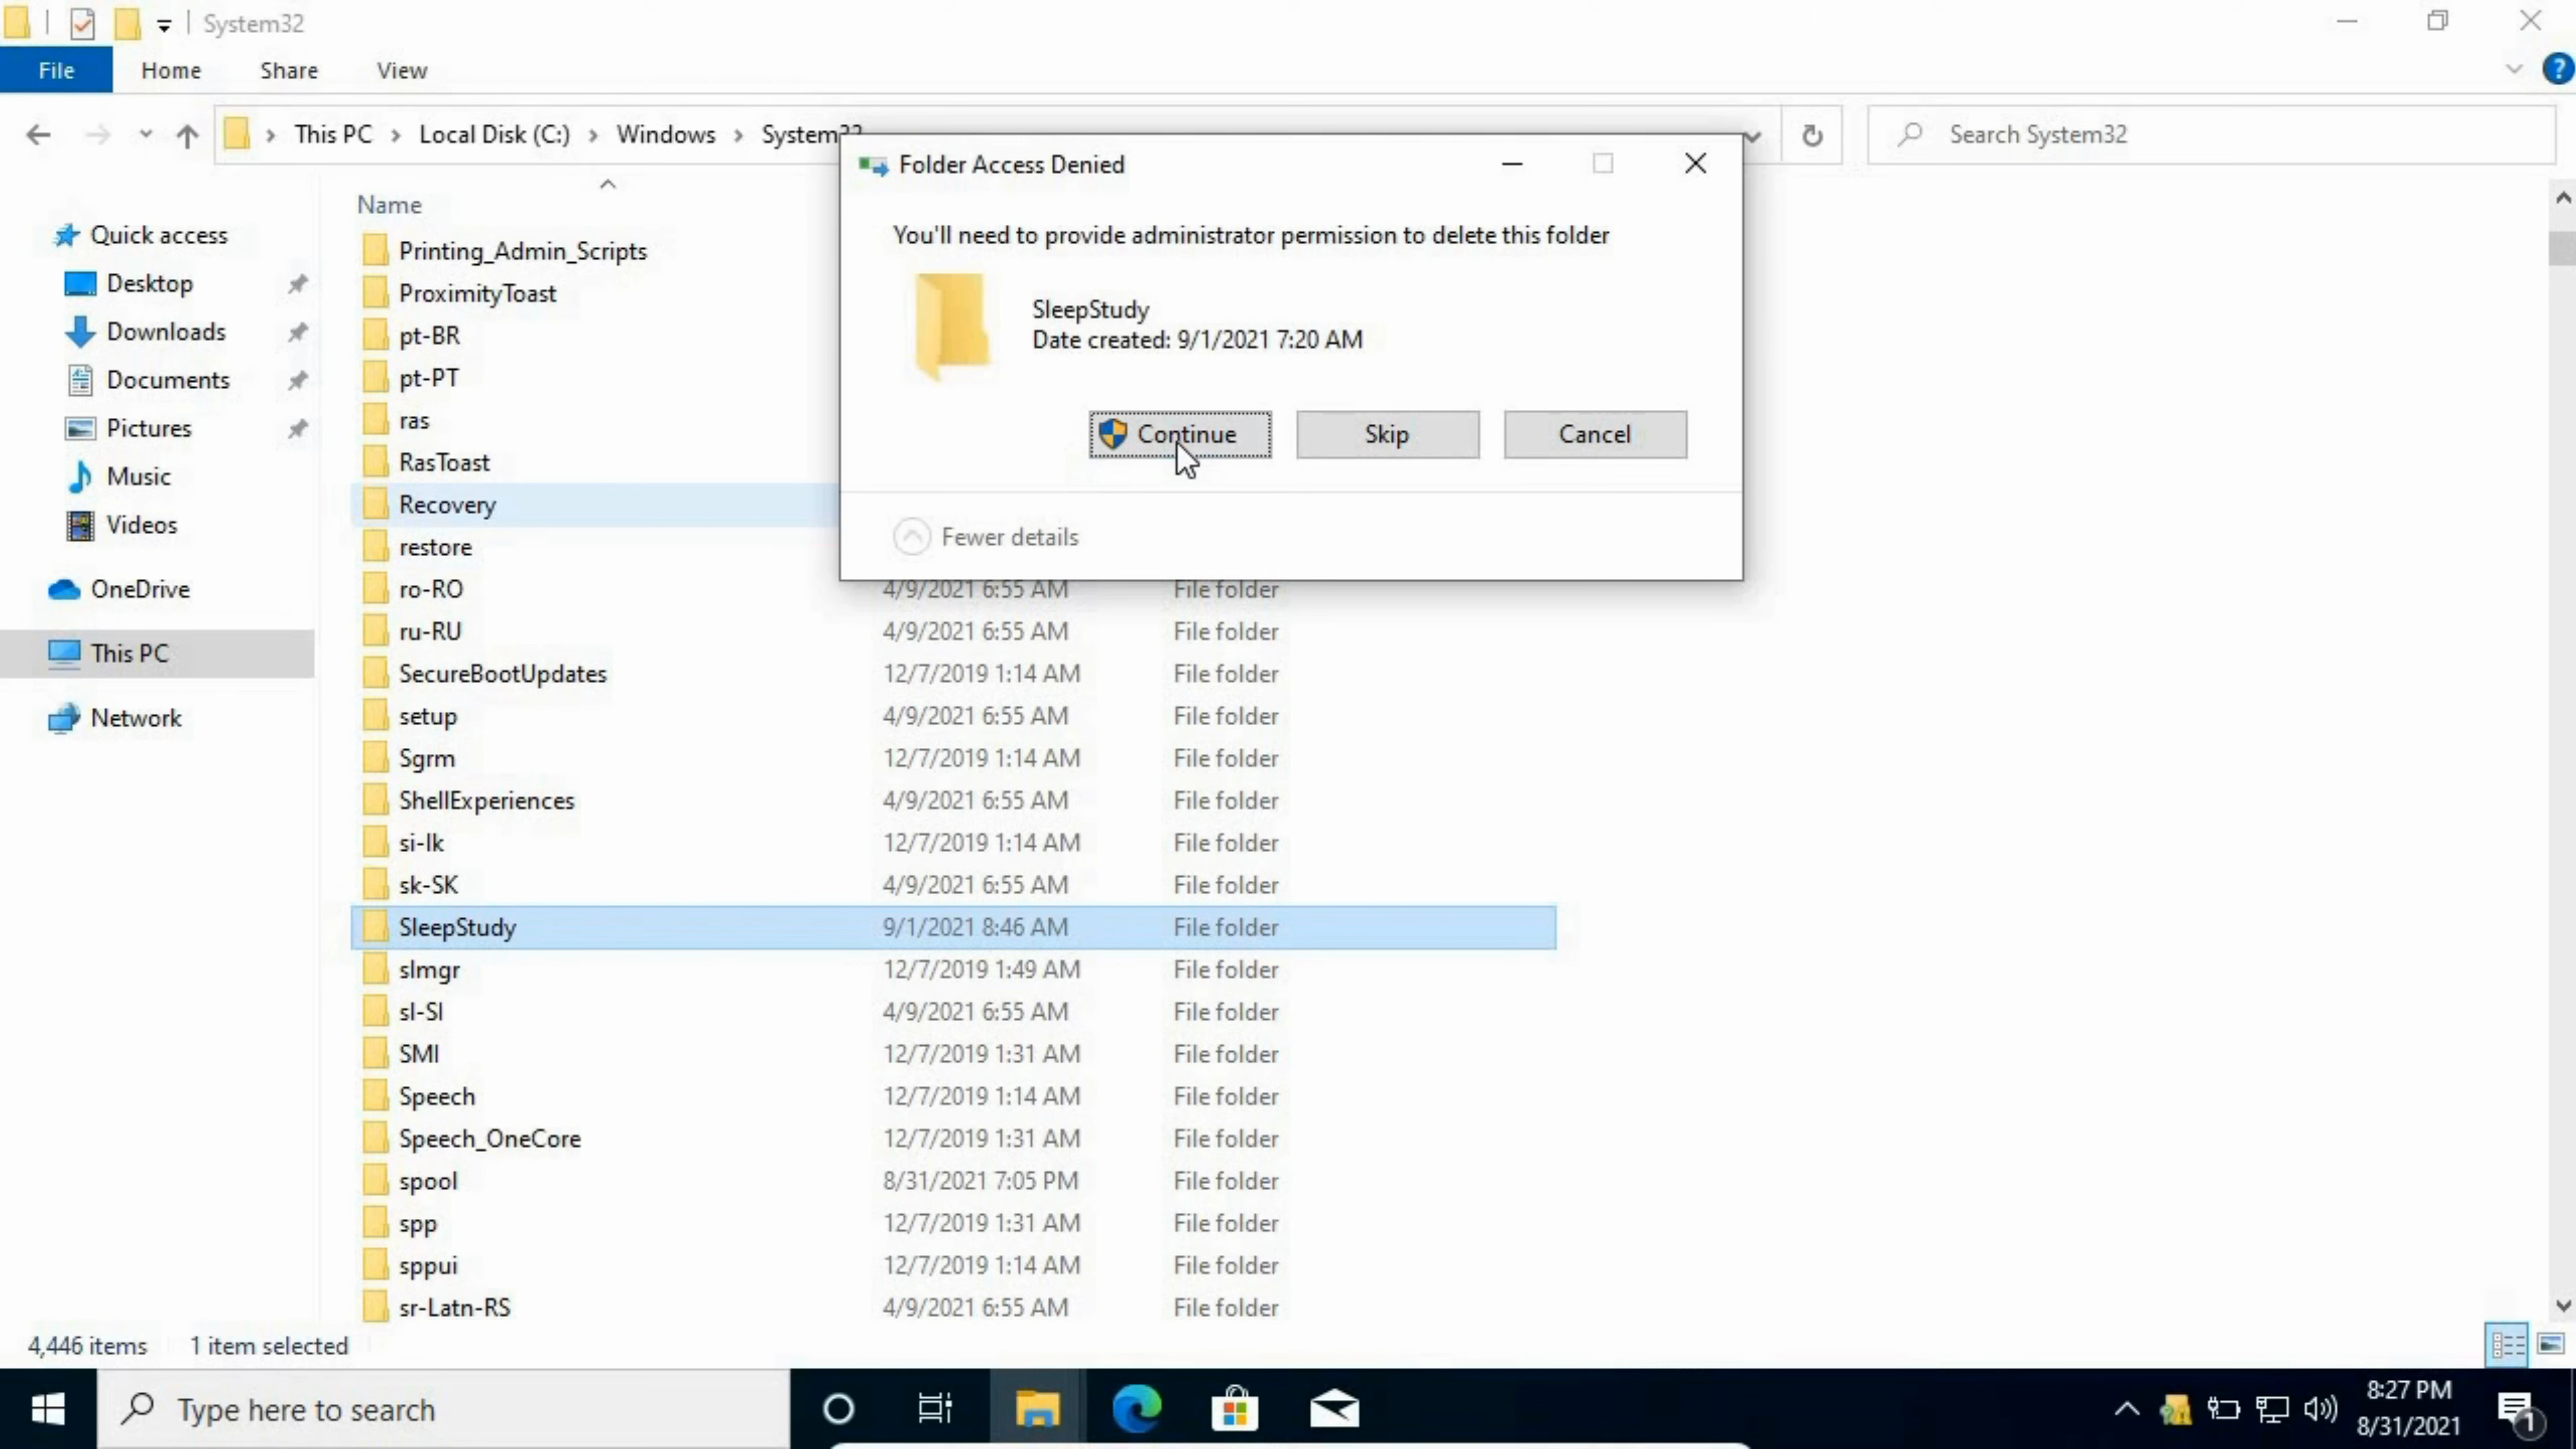 System32
File Home Share View
?
This PC Local Disk (C:) Windows System32
Search System32
Folder Access Denied
You'll need to provide administrator permission to delete this folder
SleepStudy
Date created: 9/1/2021 7:20 AM
Continue Skip Cancel
Fewer details
Quick access
Desktop
Downloads
Documents
Pictures
Music
Videos
OneDrive
This PC
Network
Name
Printing_Admin_Scripts
ProximityToast
pt-BR
pt-PT
ras
RasToast
Recovery
restore
ro-RO 4/9/2021 6:55 AM File folder
ru-RU 4/9/2021 6:55 AM File folder
SecureBootUpdates 12/7/2019 1:14 AM File folder
setup 4/9/2021 6:55 AM File folder
Sgrm 12/7/2019 1:14 AM File folder
ShellExperiences 4/9/2021 6:55 AM File folder
si-lk 12/7/2019 1:14 AM File folder
sk-SK 4/9/2021 6:55 AM File folder
SleepStudy 9/1/2021 8:46 AM File folder
slmgr 12/7/2019 1:49 AM File folder
sl-SI 4/9/2021 6:55 AM File folder
SMI 12/7/2019 1:31 AM File folder
Speech 12/7/2019 1:14 AM File folder
Speech_OneCore 12/7/2019 1:31 AM File folder
spool 8/31/2021 7:05 PM File folder
spp 12/7/2019 1:31 AM File folder
sppui 12/7/2019 1:14 AM File folder
sr-Latn-RS 4/9/2021 6:55 AM File folder
4,446 items 1 item selected
Type here to search
8:27 PM
8/31/2021
1